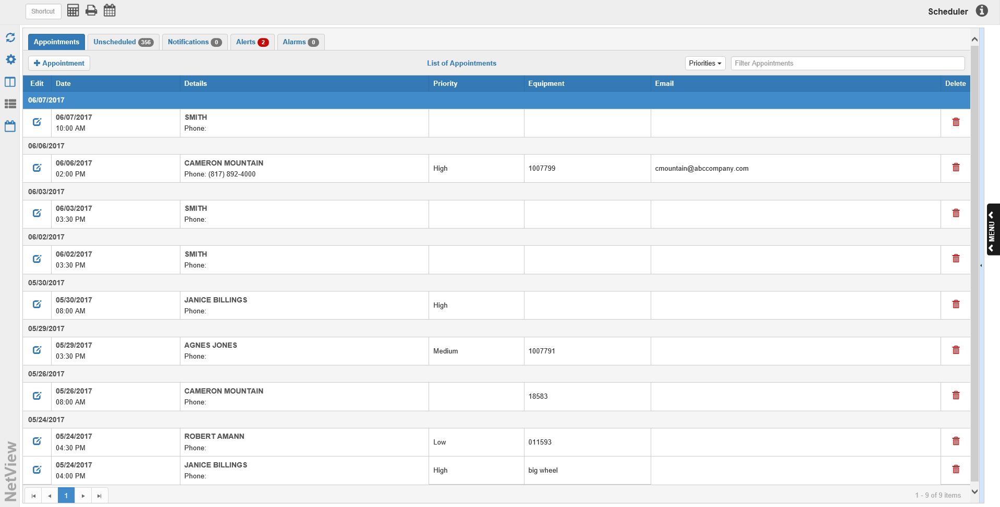 Shortcut
Scheduler
Appointments
Unscheduled 356
Notifications 0
Alerts 2
Alarms 0
Appointment
List of Appointments
Priorities
Filter Appointments
Edit Date Details Priority Equipment Email Delete
06/07/2017
06/07/2017 SMITH
10:00 AM Phone:
06/06/2017
06/06/2017 CAMERON MOUNTAIN
02:00 PM Phone: (817) 892-4000 High 1007799 cmountain@abccompany.com
06/03/2017
06/03/2017 SMITH
03:30 PM Phone:
06/02/2017
06/02/2017 SMITH
03:30 PM Phone:
05/30/2017
05/30/2017 JANICE BILLINGS
08:00 AM Phone: High
05/29/2017
05/29/2017 AGNES JONES
03:30 PM Phone: Medium 1007791
05/26/2017
05/26/2017 CAMERON MOUNTAIN
08:00 AM Phone: 18583
05/24/2017
05/24/2017 ROBERT AMANN
04:30 PM Phone: Low 011593
05/24/2017 JANICE BILLINGS
04:00 PM Phone: High big wheel
1
1 - 9 of 9 items
MENU
NetView